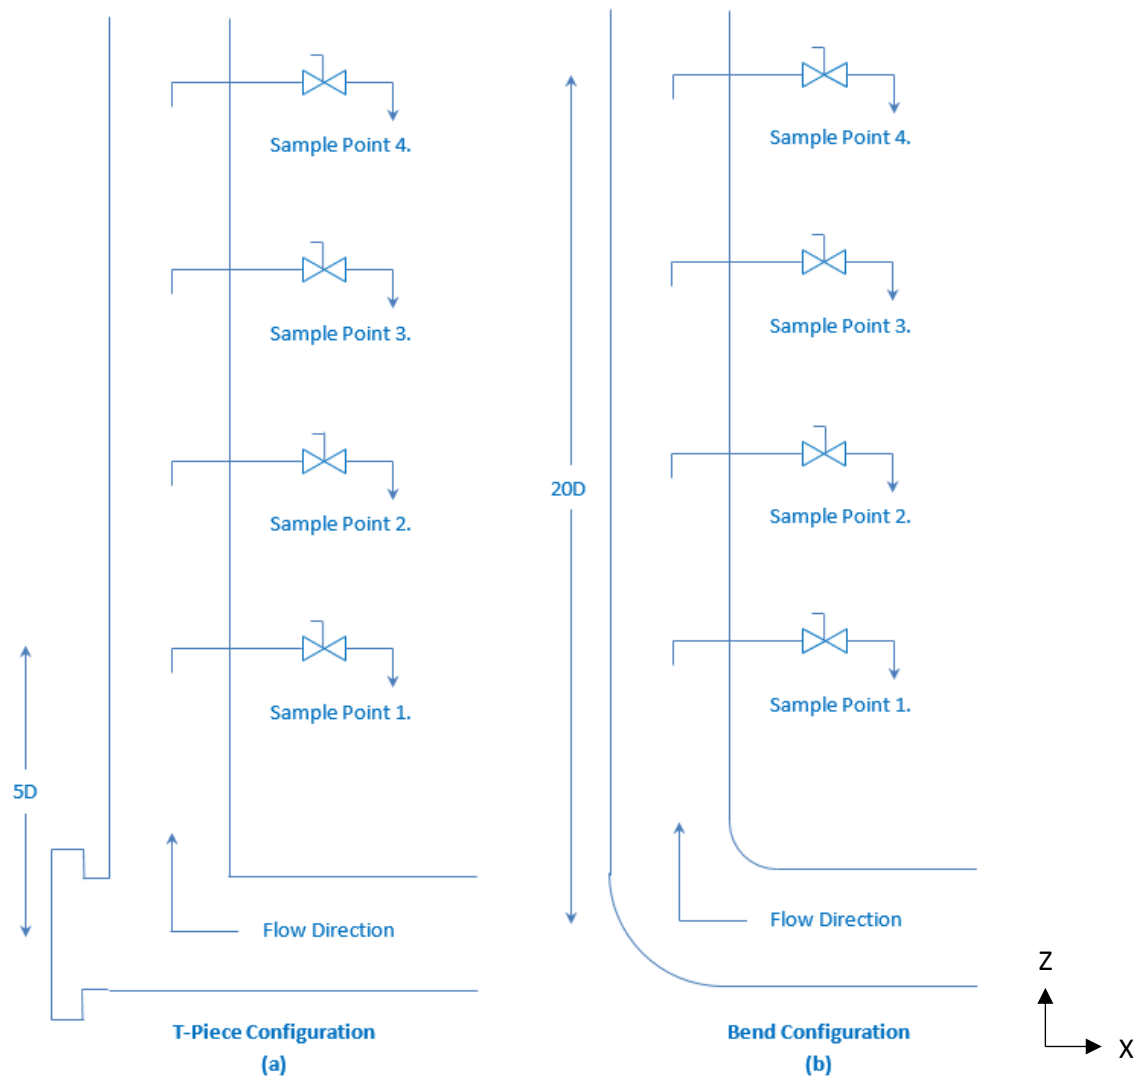 Sample Point 4.
Sample Point 3.
Sample Point 2.
Sample Point 1.
5D
Flow Direction
T-Piece Configuration
(a)
Sample Point 4.
Sample Point 3.
20D
Sample Point 2.
Sample Point 1.
Flow Direction
Bend Configuration
(b)
Z
X